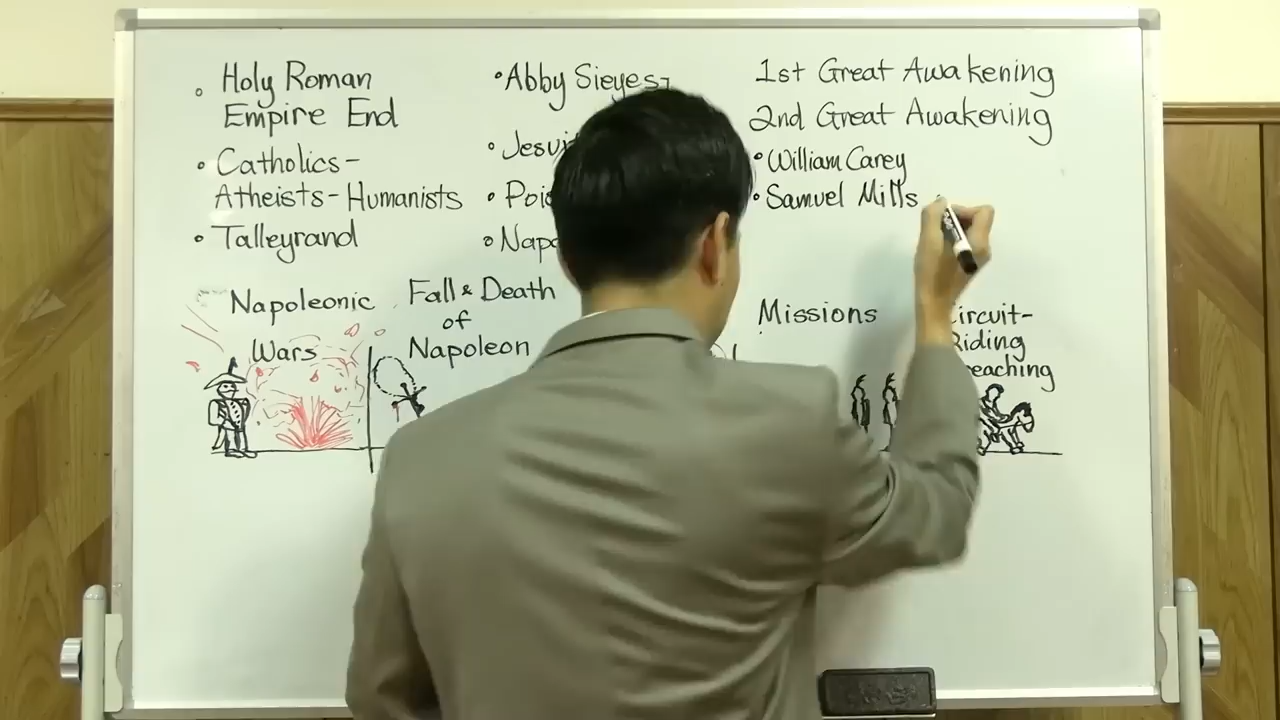 Holy Roman
Empire End
Catholics-
Atheists-Humanists
Talleyrand
Napoleonic
Wars
Fall & Death
of
Napoleon
Abby Sieyes
1st Great Awakening
2nd Great Awakening
William Carey
Samuel Mills
Missions
Riding